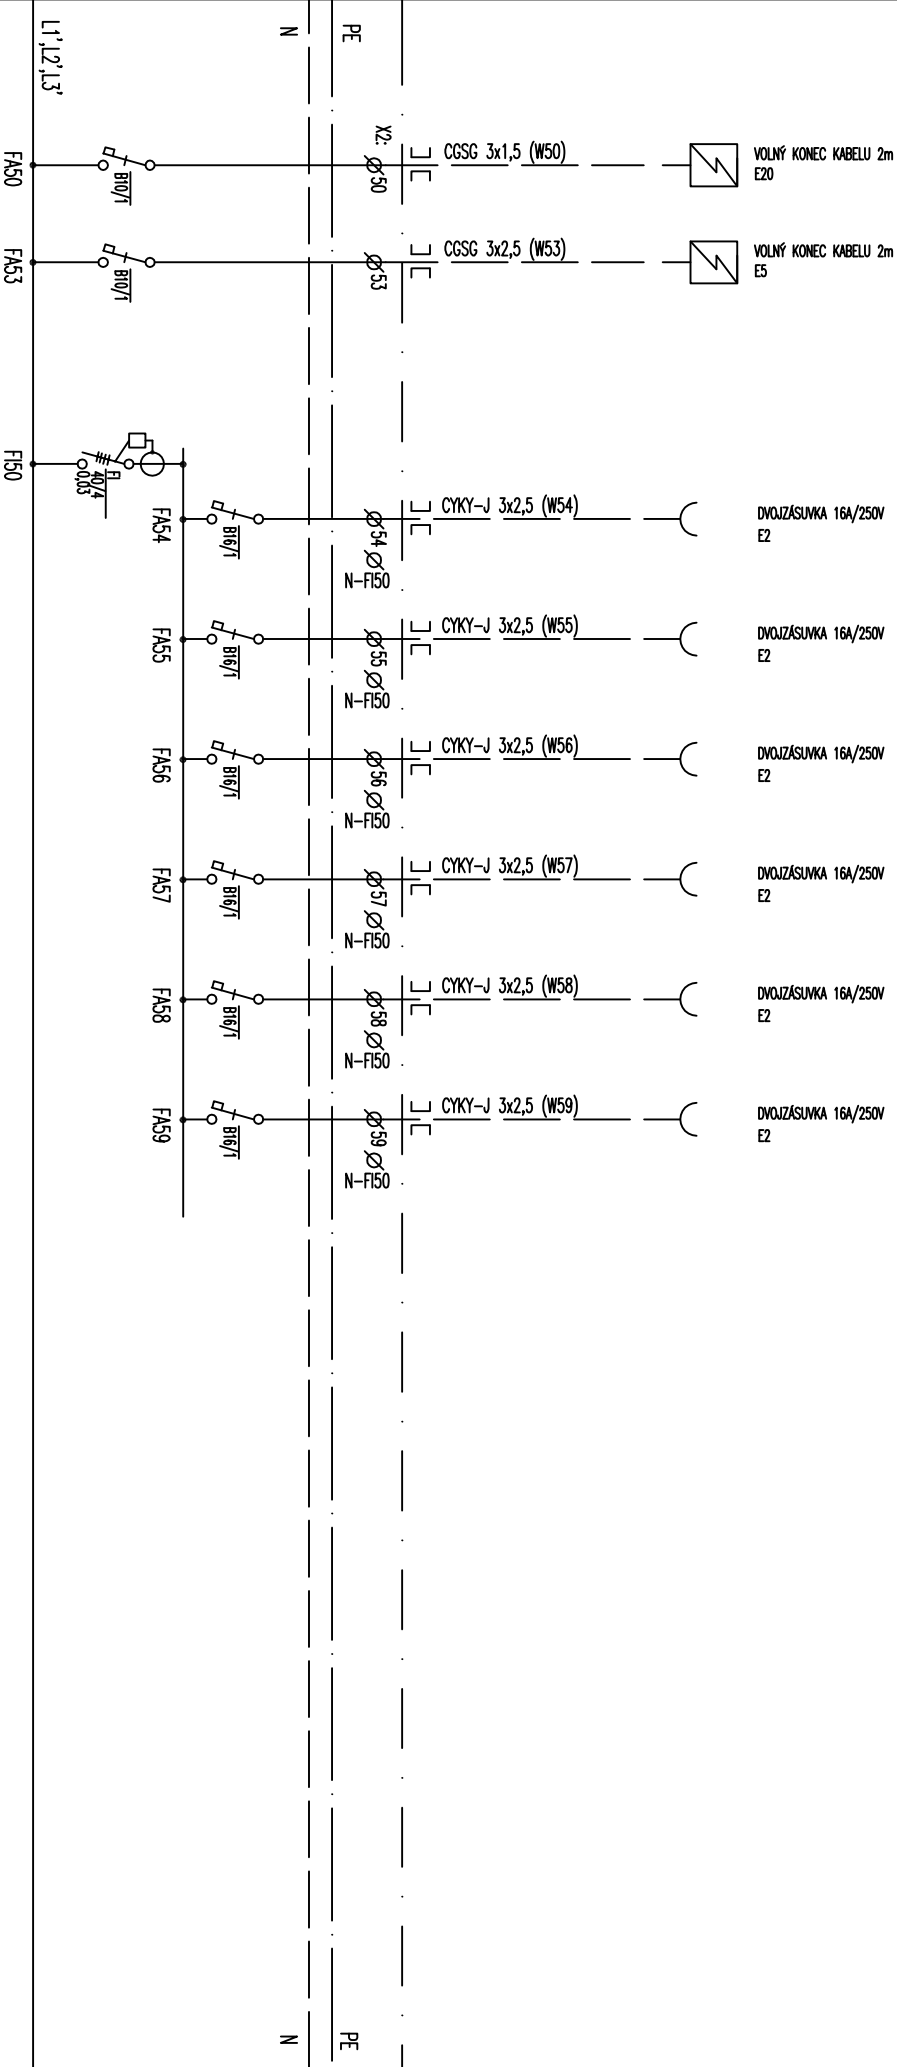 L1',L2',L3'
N
PE
X2:
FA50
B10/1
50
CGSG 3x1,5 (W50)
VOLNÝ KONEC KABELU 2m
E20
FA53
B10/1
53
CGSG 3x2,5 (W53)
VOLNÝ KONEC KABELU 2m
E5
FI50
FI
40/4
0,03
FA54
B16/1
54
N-FI50
CYKY-J 3x2,5 (W54)
DVOJZÁSUVKA 16A/250V
E2
FA55
B16/1
55
N-FI50
CYKY-J 3x2,5 (W55)
DVOJZÁSUVKA 16A/250V
E2
FA56
B16/1
56
N-FI50
CYKY-J 3x2,5 (W56)
DVOJZÁSUVKA 16A/250V
E2
FA57
B16/1
57
N-FI50
CYKY-J 3x2,5 (W57)
DVOJZÁSUVKA 16A/250V
E2
FA58
B16/1
58
N-FI50
CYKY-J 3x2,5 (W58)
DVOJZÁSUVKA 16A/250V
E2
FA59
B16/1
59
N-FI50
CYKY-J 3x2,5 (W59)
DVOJZÁSUVKA 16A/250V
E2
N
PE